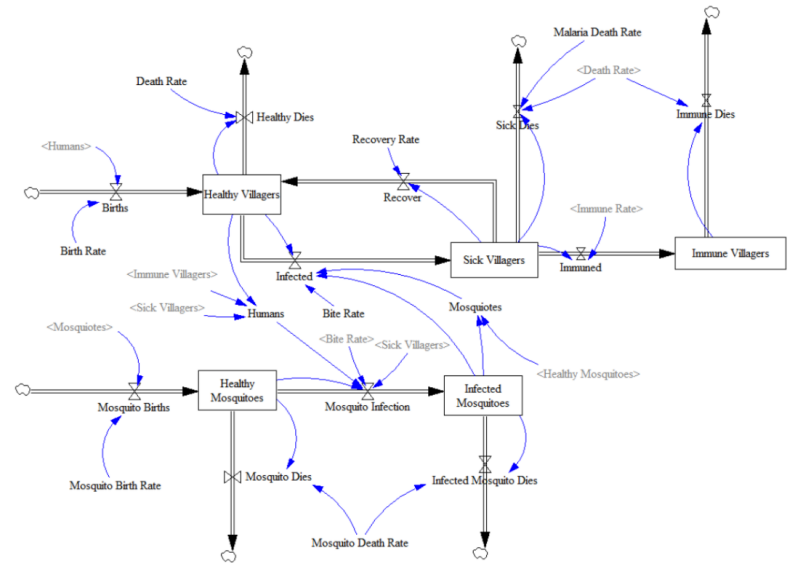 Malaria Death Rate
<Death Rate>
Death Rate
Healthy Dies
Sick Dies
Immune Dies
Recovery Rate
<Humans>
Healthy Villagers
Recover
Births
<Immune Rate>
Birth Rate
Sick Villagers
Immuned
Immune Villagers
<Immune Villagers>
Infected
<Sick Villagers>
Humans
Bite Rate
Mosquiotes
<Mosquiotes>
<Bite Rate>
<Sick Villagers>
<Healthy Mosquitoes>
Healthy
Mosquitoes
Infected
Mosquitoes
Mosquito Births
Mosquito Infection
Mosquito Birth Rate
Mosquito Dies
Infected Mosquito Dies
Mosquito Death Rate